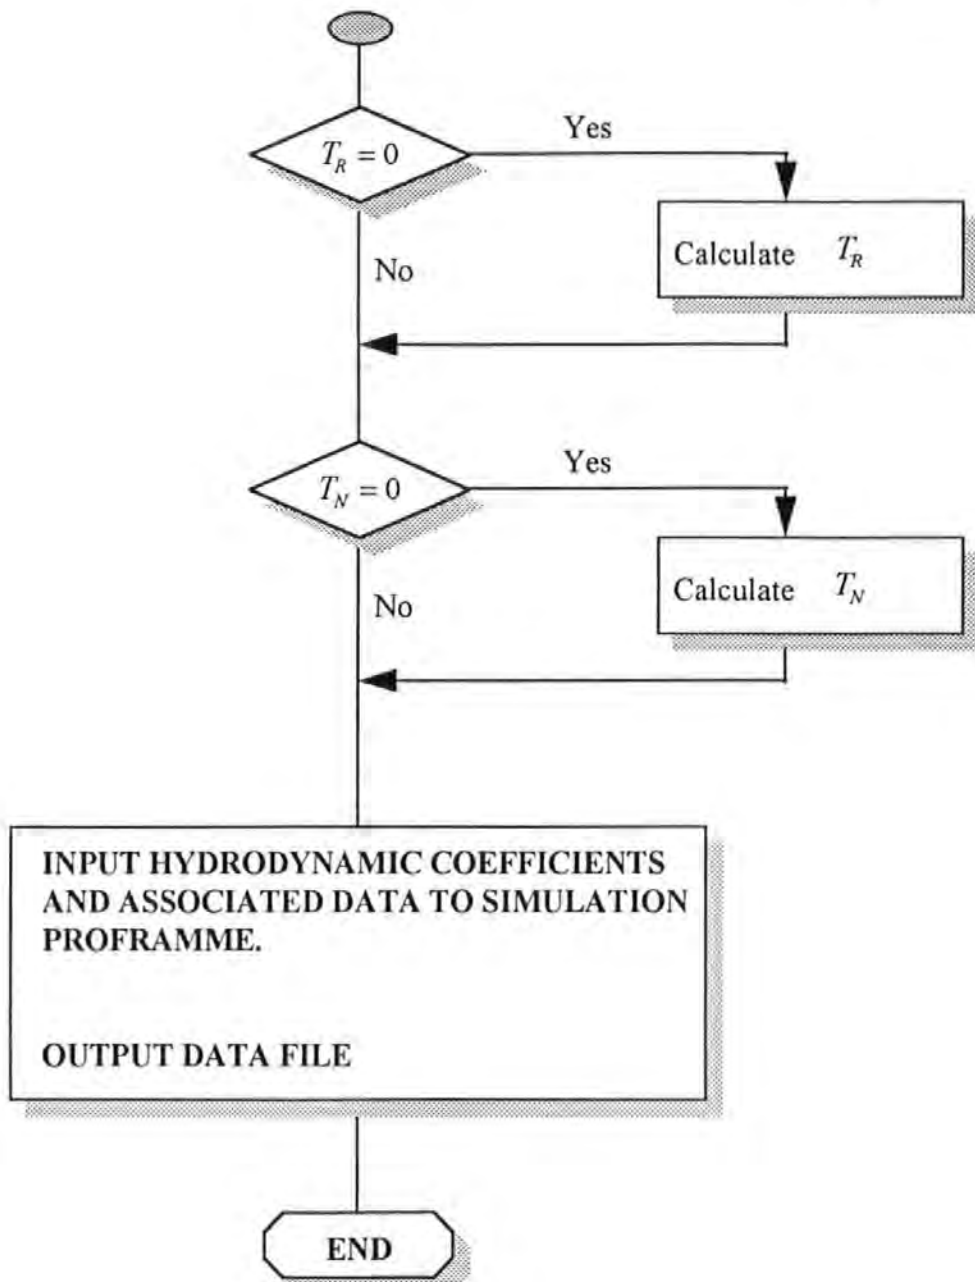 T_R = 0
Yes
Calculate T_R
No
T_N = 0
Yes
Calculate T_N
No
INPUT HYDRODYNAMIC COEFFICIENTS
AND ASSOCIATED DATA TO SIMULATION
PROFRAMME.
OUTPUT DATA FILE
END